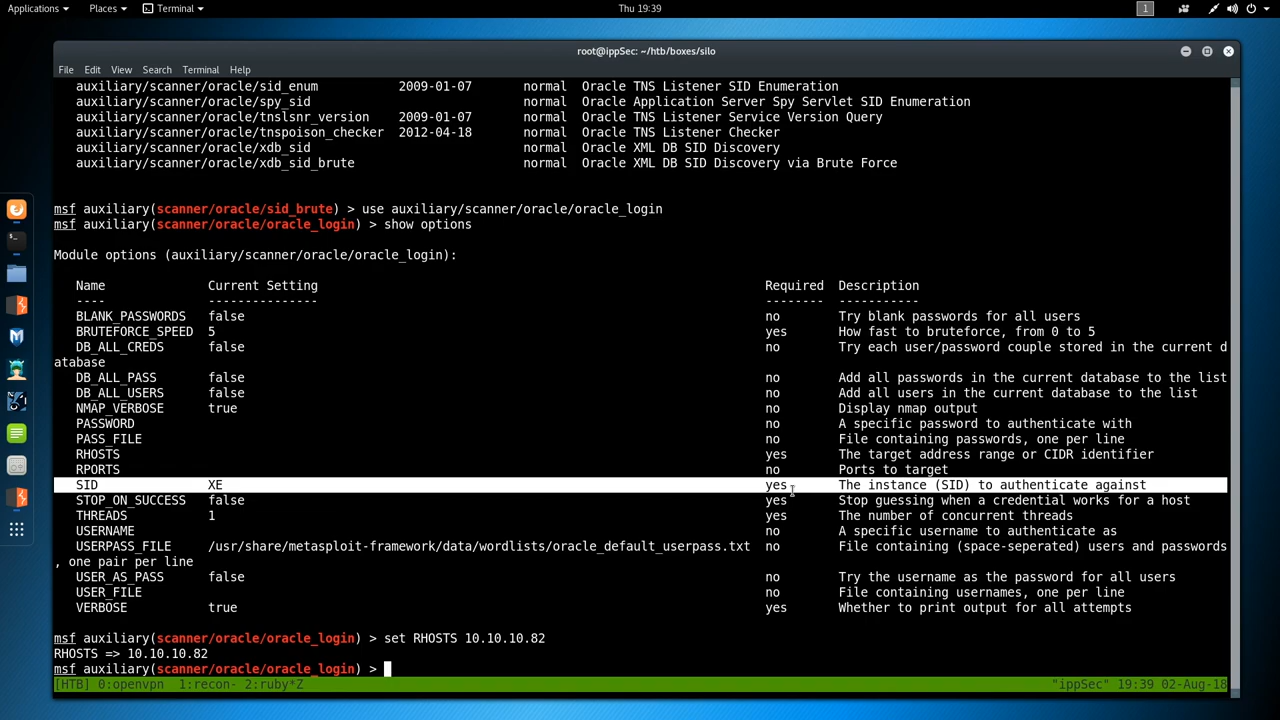 Applications Places Terminal Thu 19:39 1
root@ippSec: ~/htb/boxes/silo
File Edit View Search Terminal Help
auxiliary/scanner/oracle/sid_enum 2009-01-07 normal Oracle TNS Listener SID Enumeration
auxiliary/scanner/oracle/spy_sid normal Oracle Application Server Spy Servlet SID Enumeration
auxiliary/scanner/oracle/tnslsnr_version 2009-01-07 normal Oracle TNS Listener Service Version Query
auxiliary/scanner/oracle/tnspoison_checker 2012-04-18 normal Oracle TNS Listener Checker
auxiliary/scanner/oracle/xdb_sid normal Oracle XML DB SID Discovery
auxiliary/scanner/oracle/xdb_sid_brute normal Oracle XML DB SID Discovery via Brute Force
msf auxiliary(scanner/oracle/sid_brute) > use auxiliary/scanner/oracle/oracle_login
msf auxiliary(scanner/oracle/oracle_login) > show options
Module options (auxiliary/scanner/oracle/oracle_login):
Name Current Setting Required Description
---- --------------- -------- -----------
BLANK_PASSWORDS false no Try blank passwords for all users
BRUTEFORCE_SPEED 5 yes How fast to bruteforce, from 0 to 5
DB_ALL_CREDS false no Try each user/password couple stored in the current d
atabase
DB_ALL_PASS false no Add all passwords in the current database to the list
DB_ALL_USERS false no Add all users in the current database to the list
NMAP_VERBOSE true no Display nmap output
PASSWORD no A specific password to authenticate with
PASS_FILE no File containing passwords, one per line
RHOSTS yes The target address range or CIDR identifier
RPORTS no Ports to target
SID XE yes The instance (SID) to authenticate against
STOP_ON_SUCCESS false yes Stop guessing when a credential works for a host
THREADS 1 yes The number of concurrent threads
USERNAME no A specific username to authenticate as
USERPASS_FILE /usr/share/metasploit-framework/data/wordlists/oracle_default_userpass.txt no File containing (space-seperated) users and passwords
, one pair per line
USER_AS_PASS false no Try the username as the password for all users
USER_FILE no File containing usernames, one per line
VERBOSE true yes Whether to print output for all attempts
msf auxiliary(scanner/oracle/oracle_login) > set RHOSTS 10.10.10.82
RHOSTS => 10.10.10.82
msf auxiliary(scanner/oracle/oracle_login) >
[HTB] 0:openvpn 1:recon- 2:ruby*Z "ippSec" 19:39 02-Aug-18